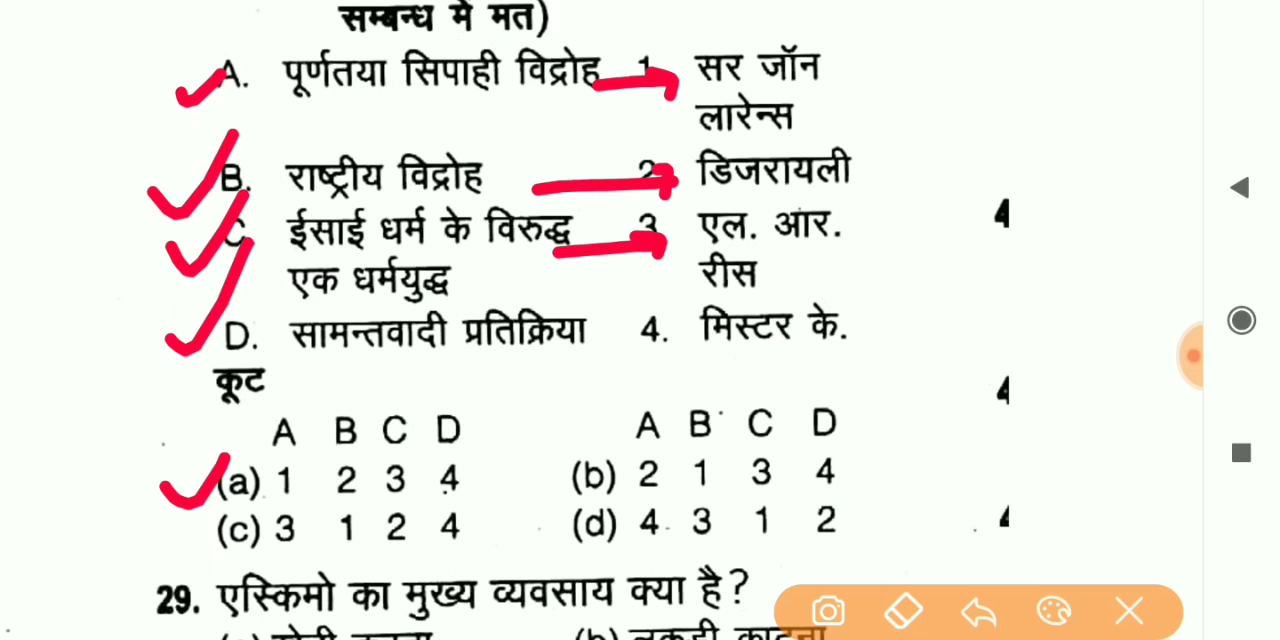 सम्बन्ध में मत)
A. पूर्णतया सिपाही विद्रोह 1. सर जॉन
लारेन्स
B. राष्ट्रीय विद्रोह 2. डिजरायली
C. ईसाई धर्म के विरुद्ध 3. एल. आर.
एक धर्मयुद्ध रीस
D. सामन्तवादी प्रतिक्रिया 4. मिस्टर के.
कूट
A B C D A B C D
(a) 1 2 3 4 (b) 2 1 3 4
(c) 3 1 2 4 (d) 4 3 1 2
29. एस्किमो का मुख्य व्यवसाय क्या है?